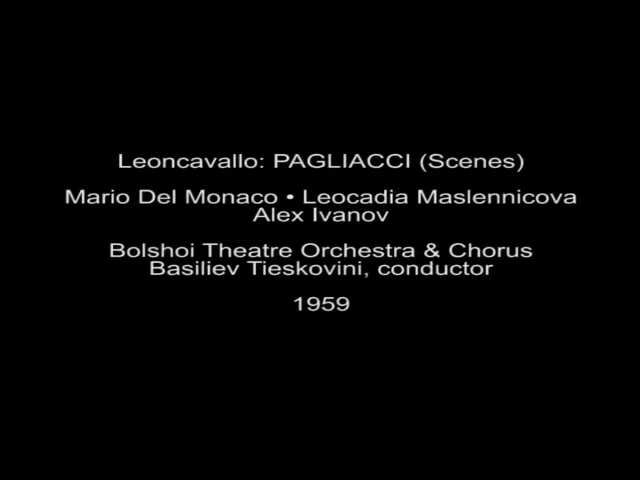 Leoncavallo: PAGLIACCI (Scenes)
Mario Del Monaco • Leocadia Maslennicova
Alex Ivanov
Bolshoi Theatre Orchestra & Chorus
Basiliev Tieskovini, conductor
1959